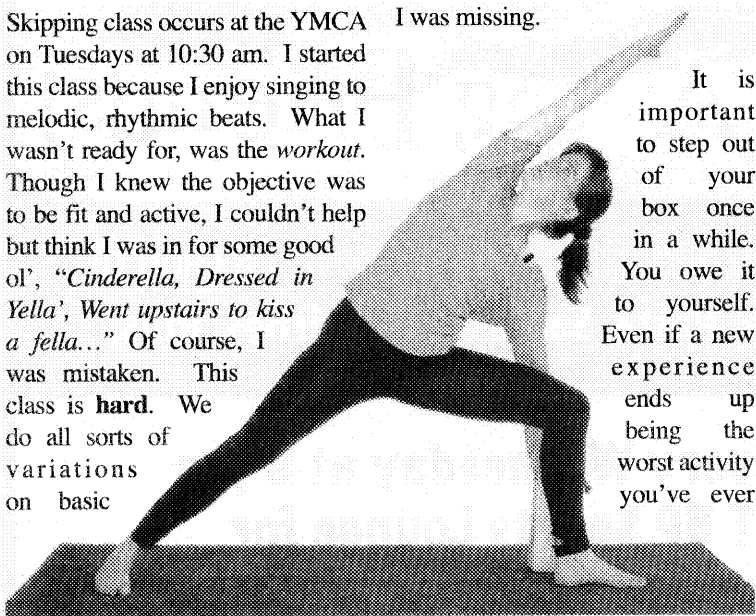 Skipping class occurs at the YMCA
on Tuesdays at 10:30 am. I started
this class because I enjoy singing to
melodic, rhythmic beats. What I
wasn't ready for, was the workout.
Though I knew the objective was
to be fit and active, I couldn't help
but think I was in for some good
ol', “Cinderella, Dressed in
Yella', Went upstairs to kiss
a fella…” Of course, I
was mistaken. This
class is hard. We
do all sorts of
variations
on basic
I was missing.
It is
important
to step out
of your
box once
in a while.
You owe it
to yourself.
Even if a new
experience
ends up
being the
worst activity
you've ever